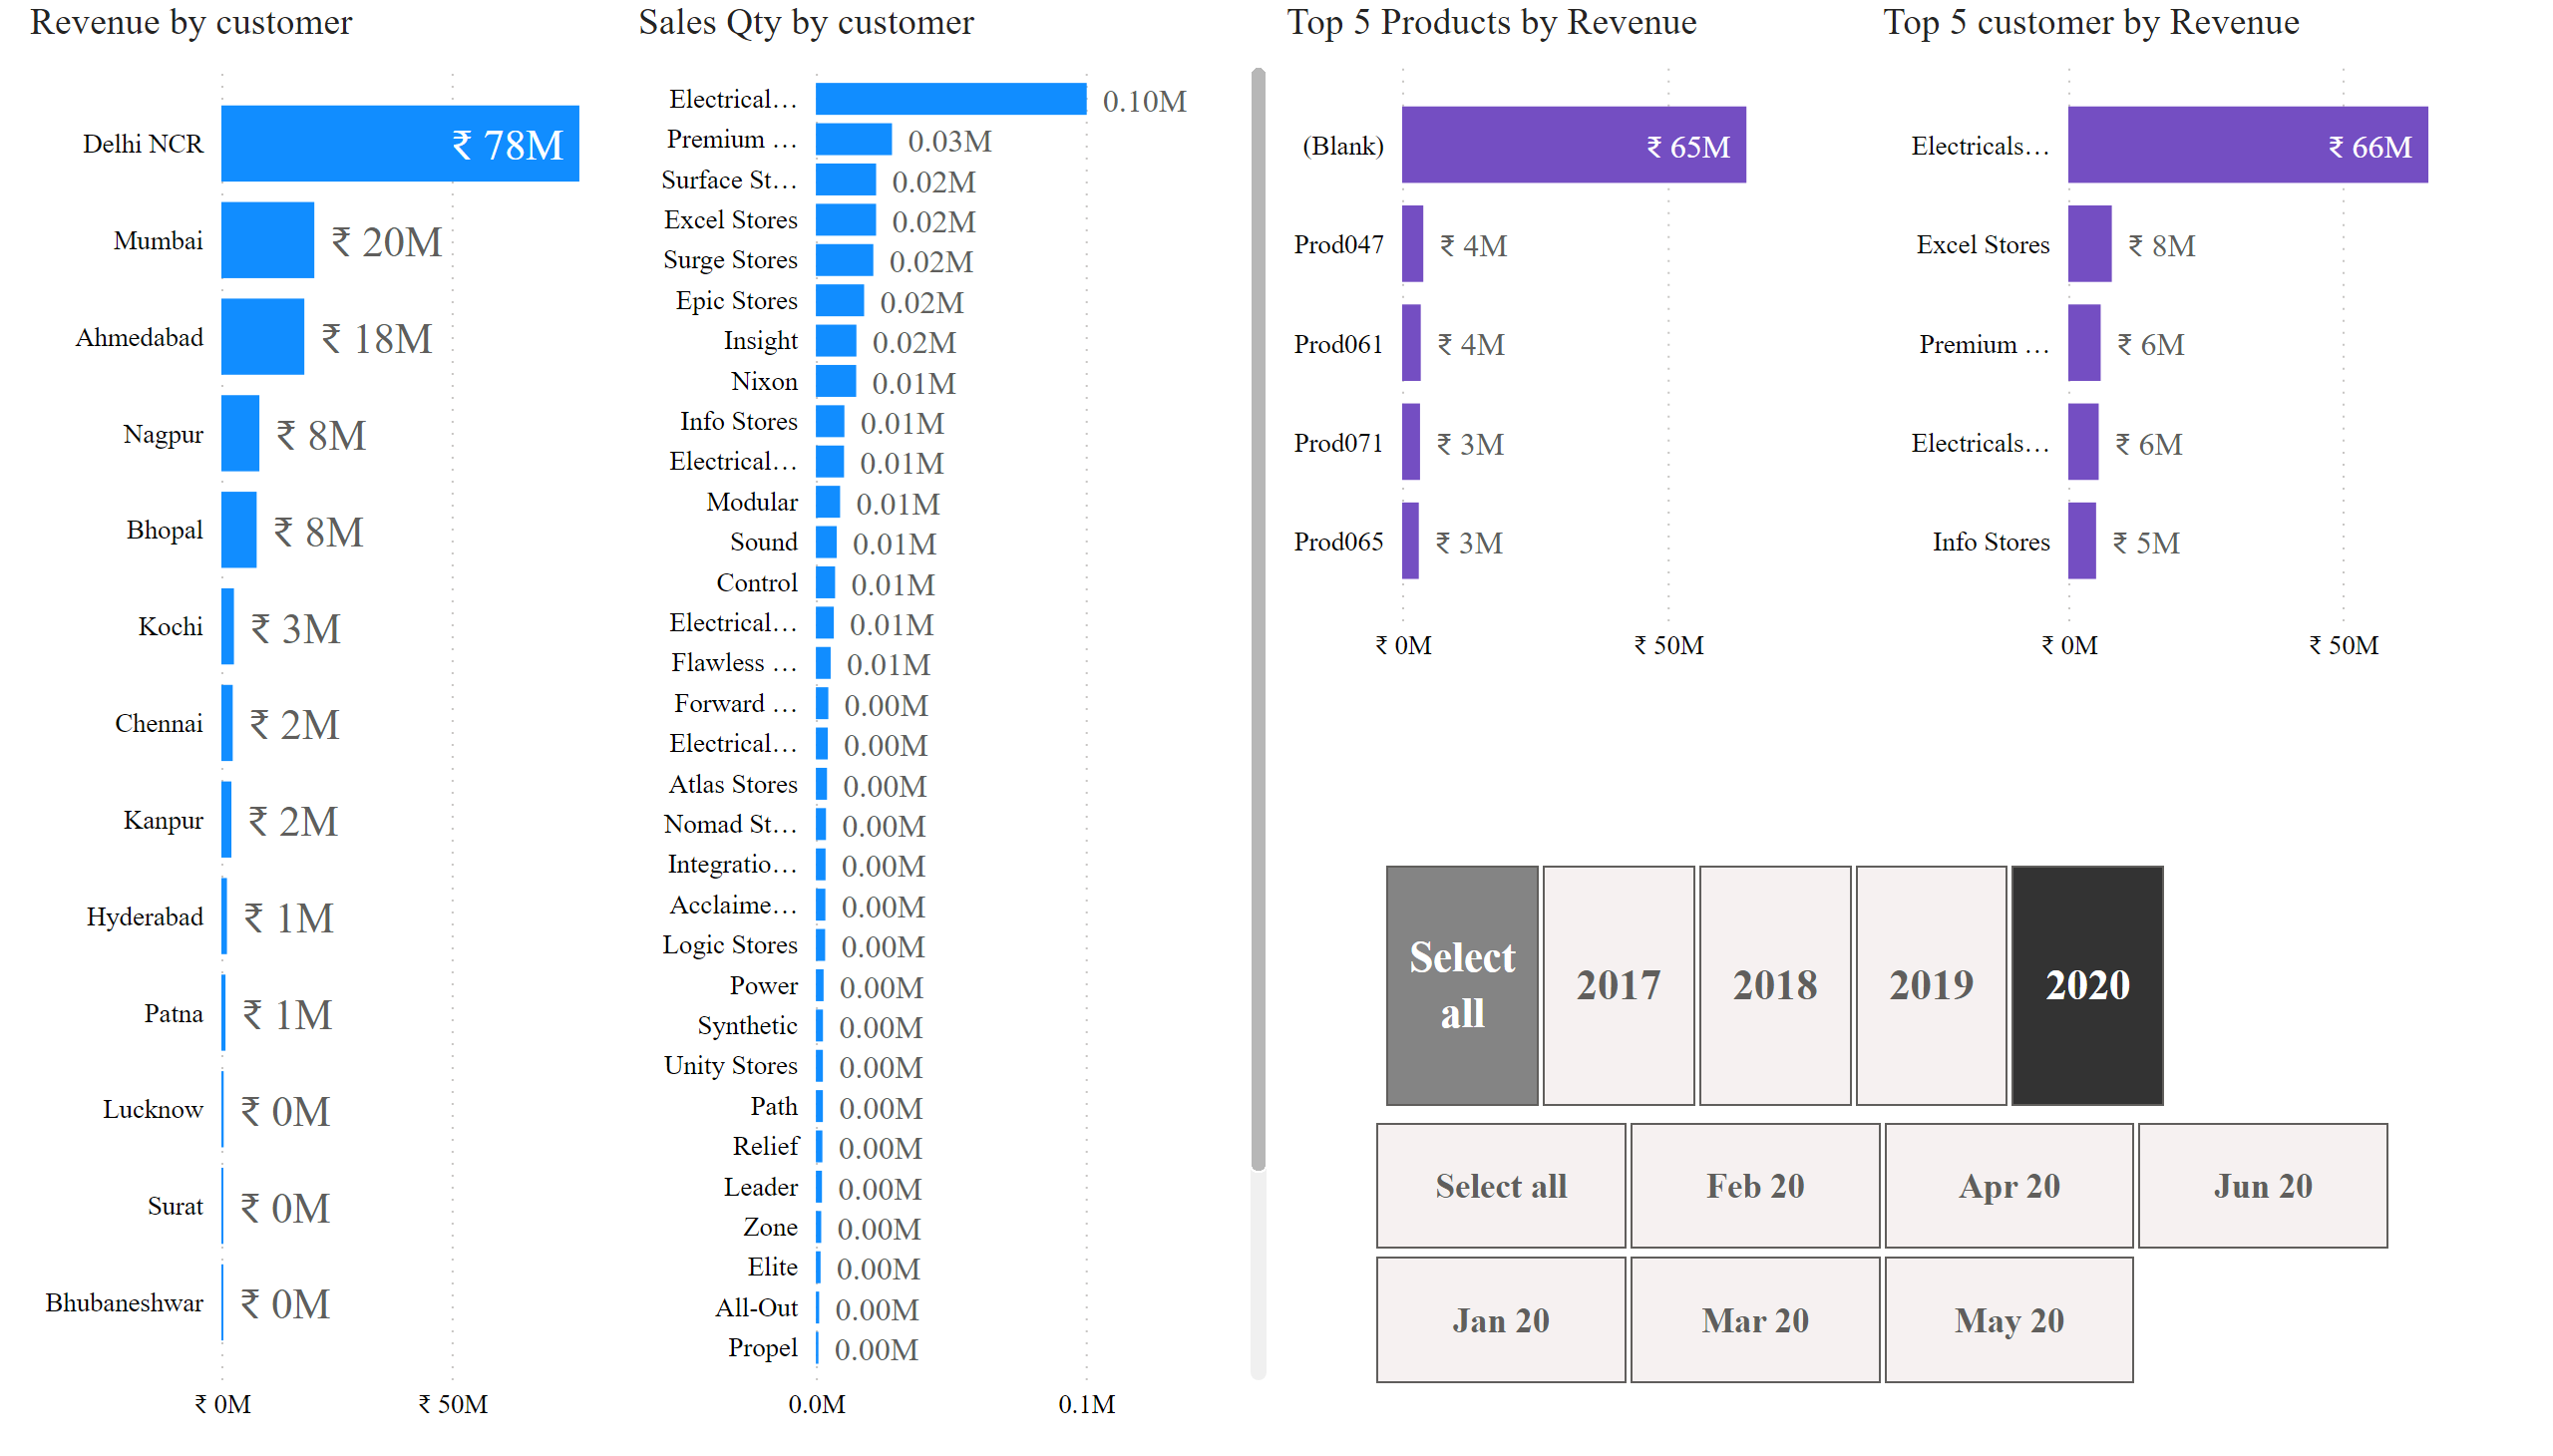 Revenue by customer
Delhi NCR ₹ 78M
Mumbai ₹ 20M
Ahmedabad ₹ 18M
Nagpur ₹ 8M
Bhopal ₹ 8M
Kochi ₹ 3M
Chennai ₹ 2M
Kanpur ₹ 2M
Hyderabad ₹ 1M
Patna ₹ 1M
Lucknow ₹ 0M
Surat ₹ 0M
Bhubaneshwar ₹ 0M
₹ 0M ₹ 50M
Sales Qty by customer
Electrical… 0.10M
Premium … 0.03M
Surface St… 0.02M
Excel Stores 0.02M
Surge Stores 0.02M
Epic Stores 0.02M
Insight 0.02M
Nixon 0.01M
Info Stores 0.01M
Electrical… 0.01M
Modular 0.01M
Sound 0.01M
Control 0.01M
Electrical… 0.01M
Flawless … 0.01M
Forward … 0.00M
Electrical… 0.00M
Atlas Stores 0.00M
Nomad St… 0.00M
Integratio… 0.00M
Acclaime… 0.00M
Logic Stores 0.00M
Power 0.00M
Synthetic 0.00M
Unity Stores 0.00M
Path 0.00M
Relief 0.00M
Leader 0.00M
Zone 0.00M
Elite 0.00M
All-Out 0.00M
Propel 0.00M
0.0M 0.1M
Top 5 Products by Revenue
(Blank) ₹ 65M
Prod047 ₹ 4M
Prod061 ₹ 4M
Prod071 ₹ 3M
Prod065 ₹ 3M
₹ 0M ₹ 50M
Top 5 customer by Revenue
Electricals… ₹ 66M
Excel Stores ₹ 8M
Premium … ₹ 6M
Electricals… ₹ 6M
Info Stores ₹ 5M
₹ 0M ₹ 50M
Select
all
2017 2018 2019 2020
Select all Feb 20 Apr 20 Jun 20
Jan 20 Mar 20 May 20